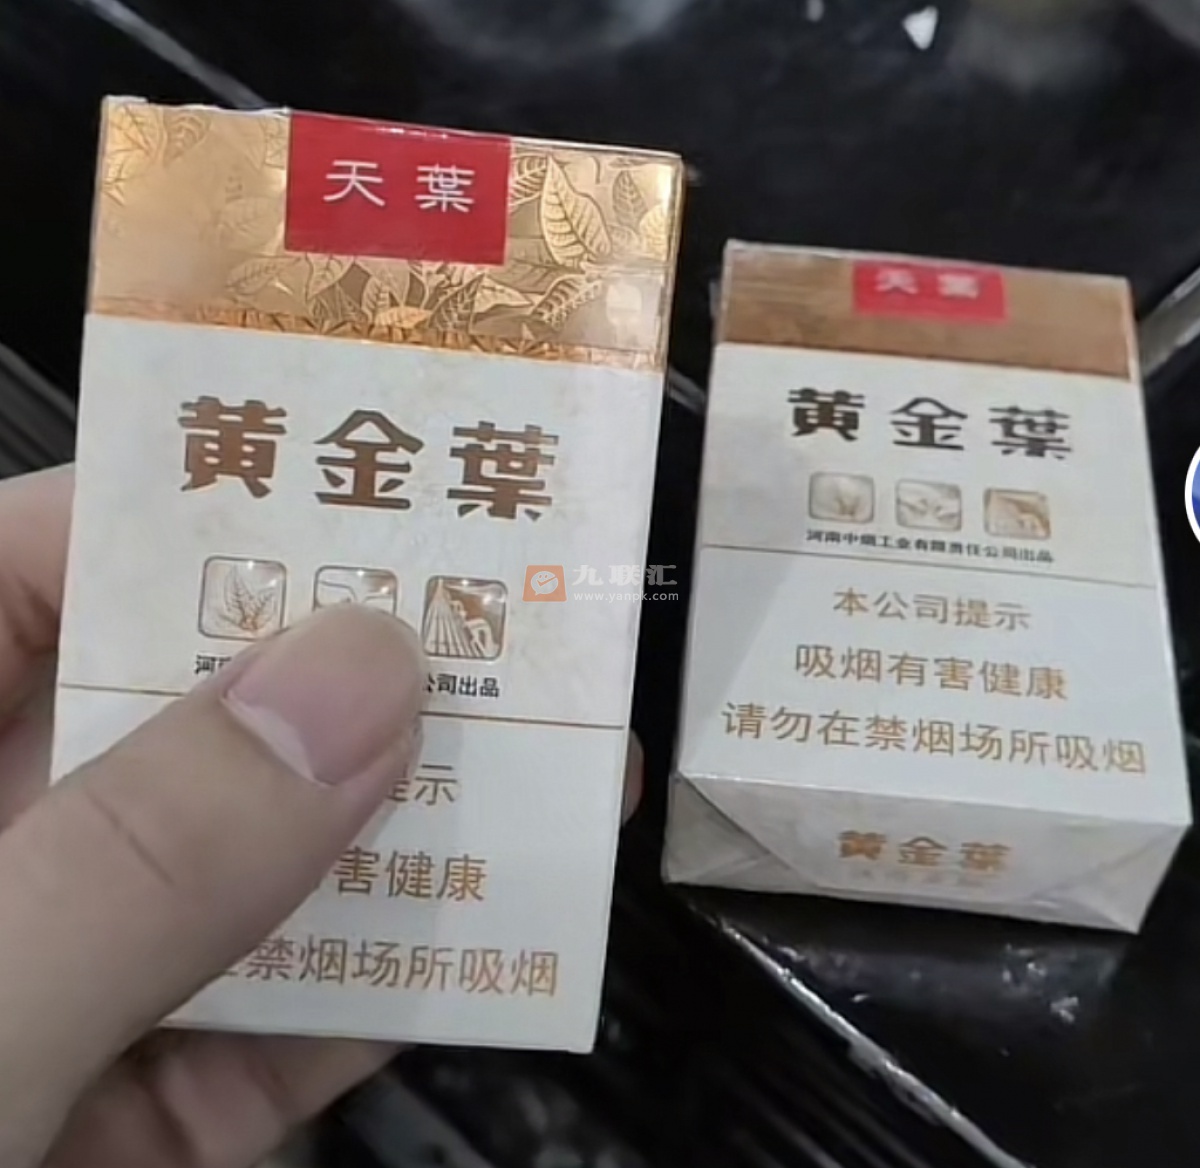 天葉
黄金葉
公司出品
提示
害健康
禁烟场所吸烟
天葉
黄金葉
河南中烟工业有限责任公司出品
本公司提示
吸烟有害健康
请勿在禁烟场所吸烟
黄金葉
九联汇
www.yanpk.com